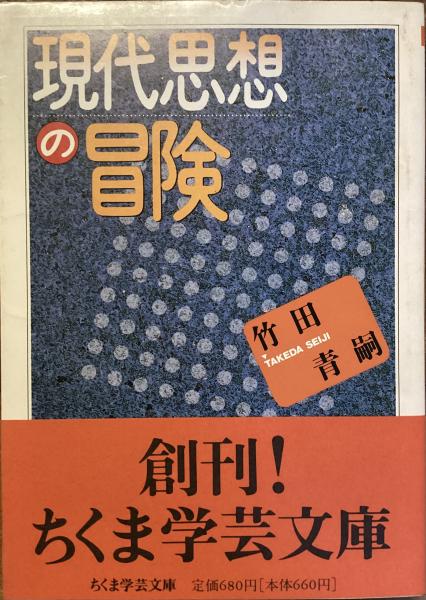 現代思想
の冒険
竹田
青嗣
TAKEDA SEIJI
創刊!
ちくま学芸文庫
ちくま学芸文庫 定価680円[本体660円]